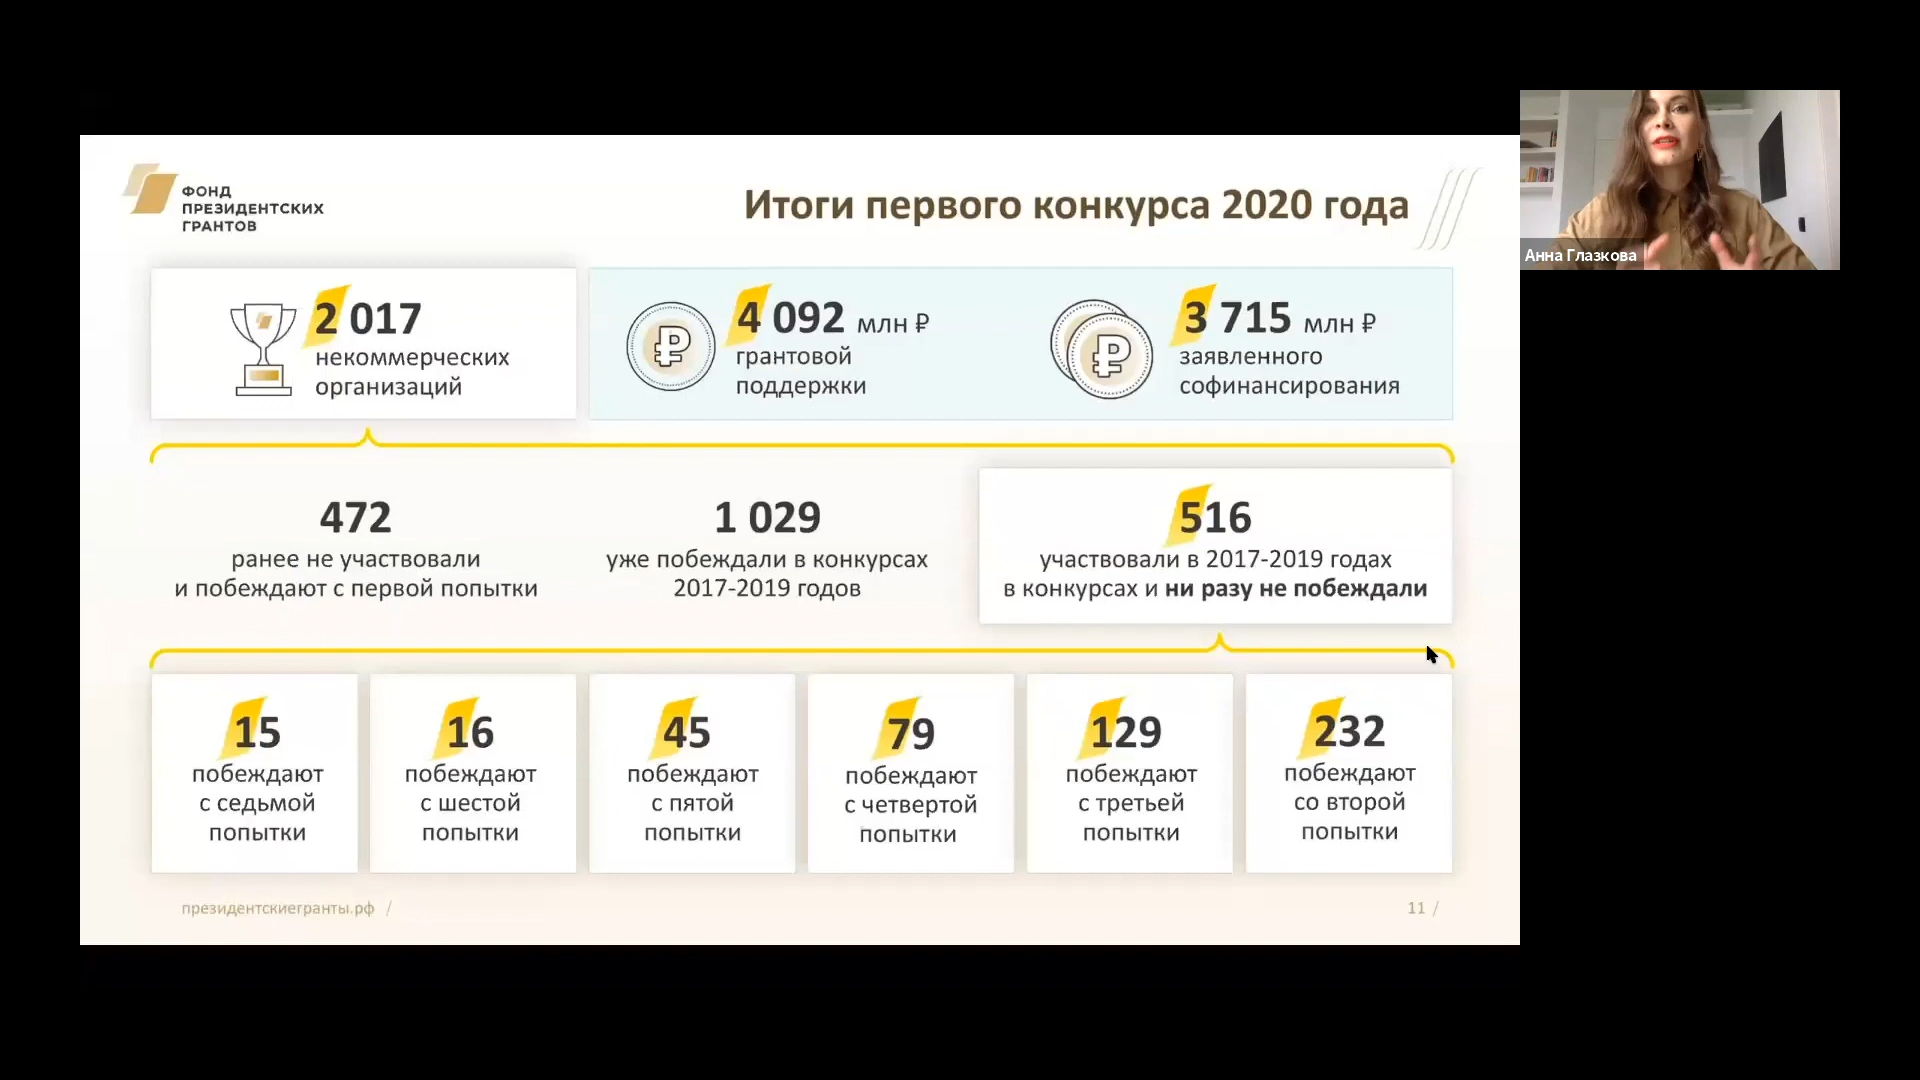 ФОНД
ПРЕЗИДЕНТСКИХ
ГРАНТОВ
Итоги первого конкурса 2020 года
Анна Глазкова
2 017
некоммерческих
организаций
4 092 млн ₽
грантовой
поддержки
3 715 млн ₽
заявленного
софинансирования
472
ранее не участвовали
и побеждают с первой попытки
1 029
уже побеждали в конкурсах
2017-2019 годов
516
участвовали в 2017-2019 годах
в конкурсах и ни разу не побеждали
15
побеждают
с седьмой
попытки
16
побеждают
с шестой
попытки
45
побеждают
с пятой
попытки
79
побеждают
с четвертой
попытки
129
побеждают
с третьей
попытки
232
побеждают
со второй
попытки
президентскиегранты.рф /
11 /